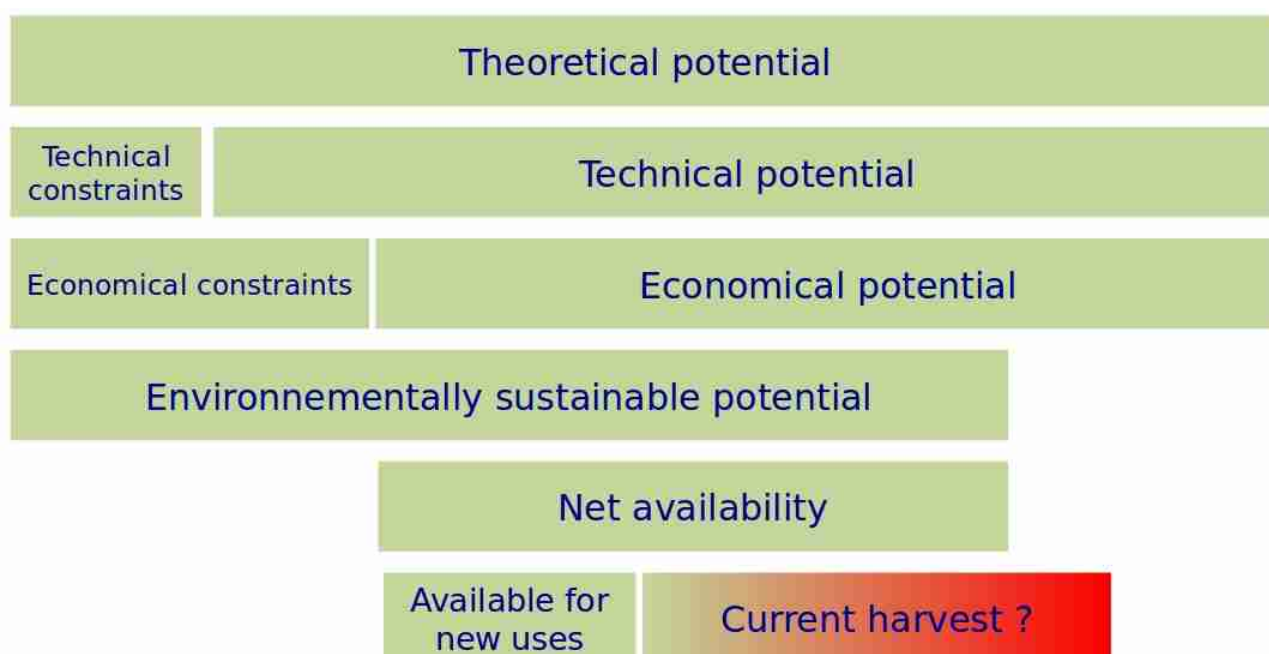 Theoretical potential
Technical
constraints
Technical potential
Economical constraints
Economical potential
Environnementally sustainable potential
Net availability
Available for
new uses
Current harvest ?